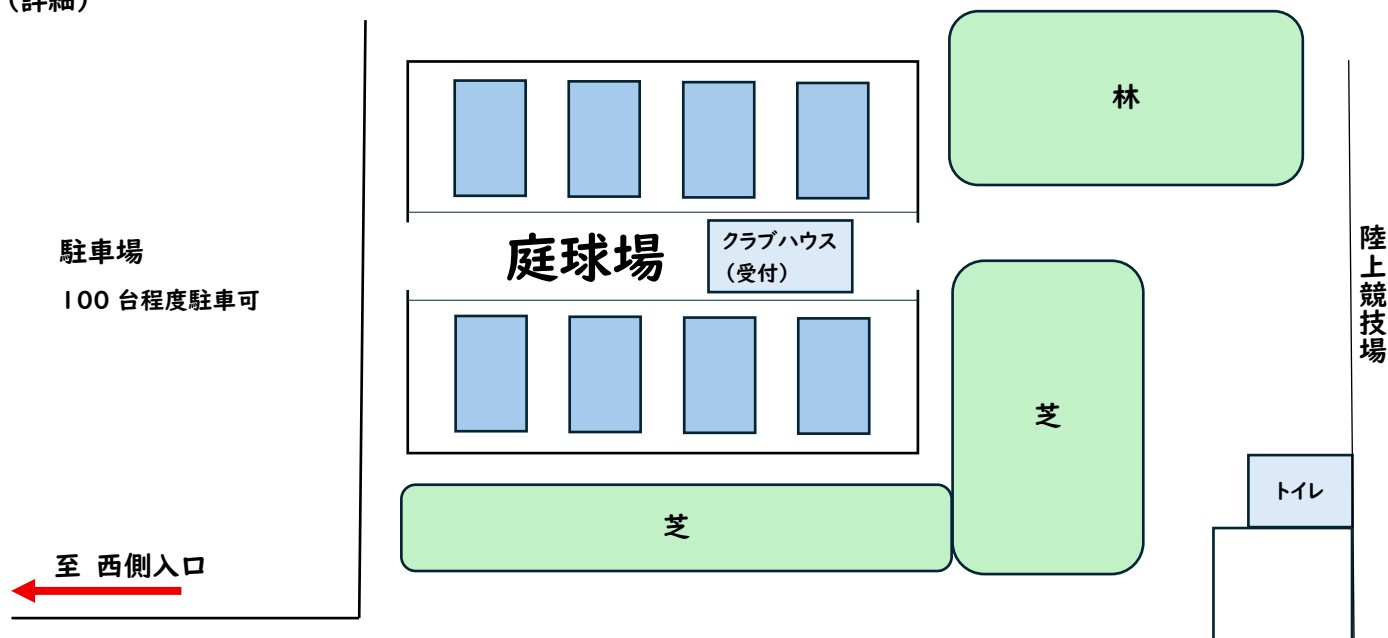 (詳細)
林
庭球場
クラブハウス
(受付)
駐車場
100 台程度駐車可
陸上競技場
芝
トイレ
芝
至 西側入口